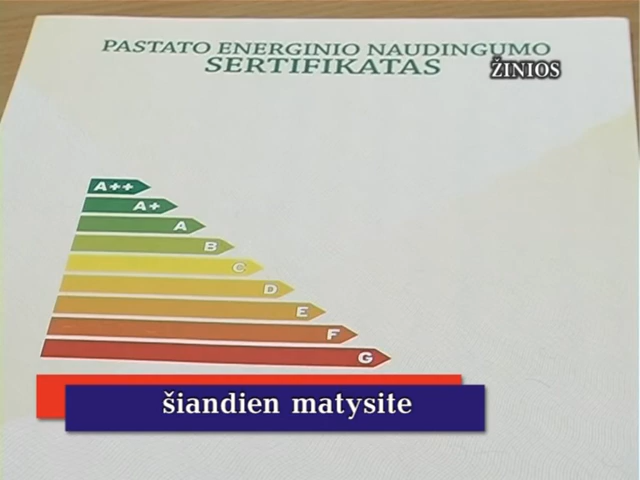 PASTATO ENERGINIO NAUDINGUMO
SERTIFIKATAS
ŽINIOS
A++
A+
A
B
C
D
E
F
G
šiandien matysite